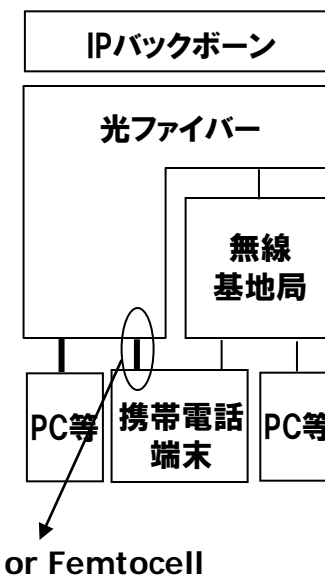 IPバックボーン
光ファイバー
無線
基地局
PC等
携帯電話
端末
PC等
or Femtocell